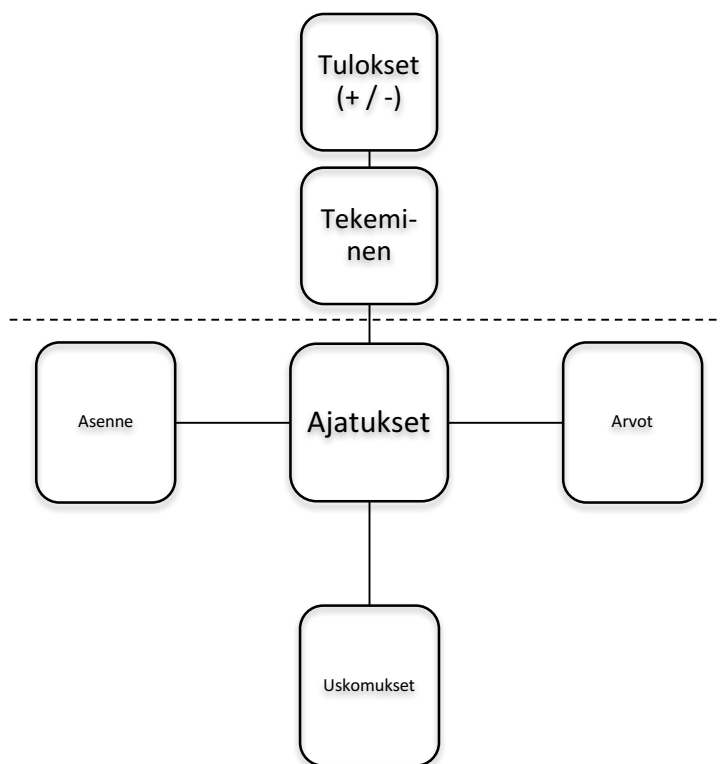 Tulokset
(+ / -)
Tekemi-
nen
Asenne
Ajatukset
Arvot
Uskomukset